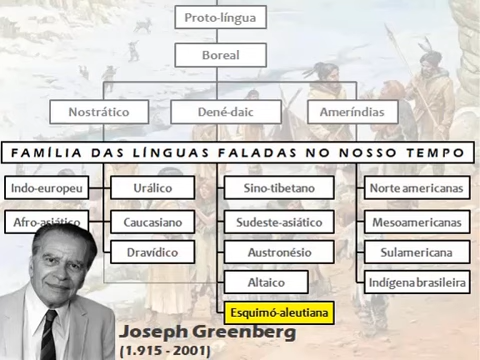 Proto-língua
Boreal
Nostrático
Dené-daic
Ameríndias
FAMÍLIA DAS LÍNGUAS FALADAS NO NOSSO TEMPO
Indo-europeu
Urálico
Sino-tibetano
Norte americanas
Afro-asiático
Caucasiano
Sudeste-asiático
Mesoamericanas
Dravídico
Austronésio
Sulamericana
Altaico
Indígena brasileira
Esquimó-aleutiana
Joseph Greenberg
(1.915 - 2001)